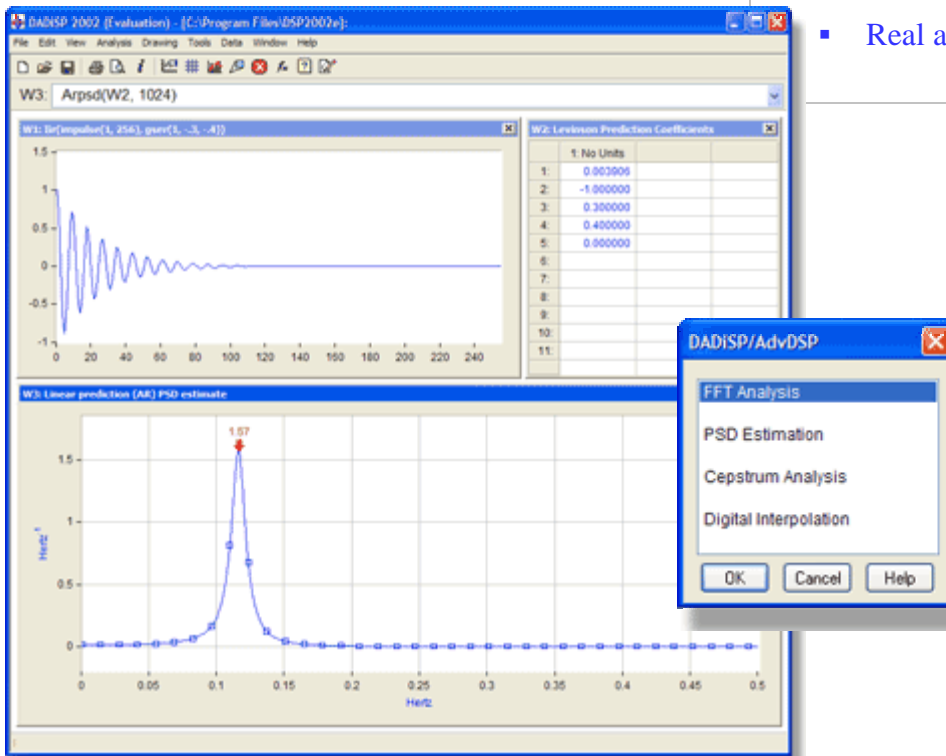 DADiSP 2002 (Evaluation) - [C:\Program Files\DSP2002e]:
File Edit View Analysis Drawing Tools Data Window Help
W3: Arpsd(W2, 1024)
W1: Iir(impulse(1, 256), gser(1, -.3, -.4))
1.5
1
0.5
0
-0.5
-1
0 20 40 60 80 100 120 140 160 180 200 220 240
W2: Levinson Prediction Coefficients
1: No Units
1: 0.003906
2: -1.000000
3: 0.300000
4: 0.400000
5: 0.000000
6:
7:
8:
9:
10:
11:
W3: Linear prediction (AR) PSD estimate
1.57
1.5
1
0.5
0
Hertz¹
0 0.05 0.1 0.15 0.2 0.25 0.3 0.35 0.4 0.45 0.5
Hertz
Real a
DADiSP/AdvDSP
FFT Analysis
PSD Estimation
Cepstrum Analysis
Digital Interpolation
OK Cancel Help